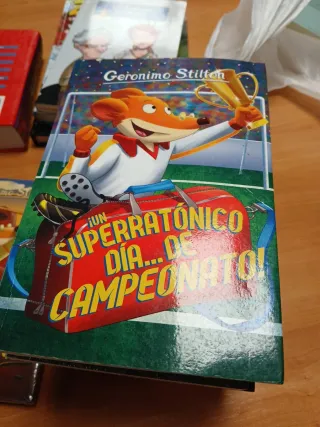 Geronimo Stilton
¡UN
SUPERRATÓNICO
DÍA... DE
CAMPEONATO!